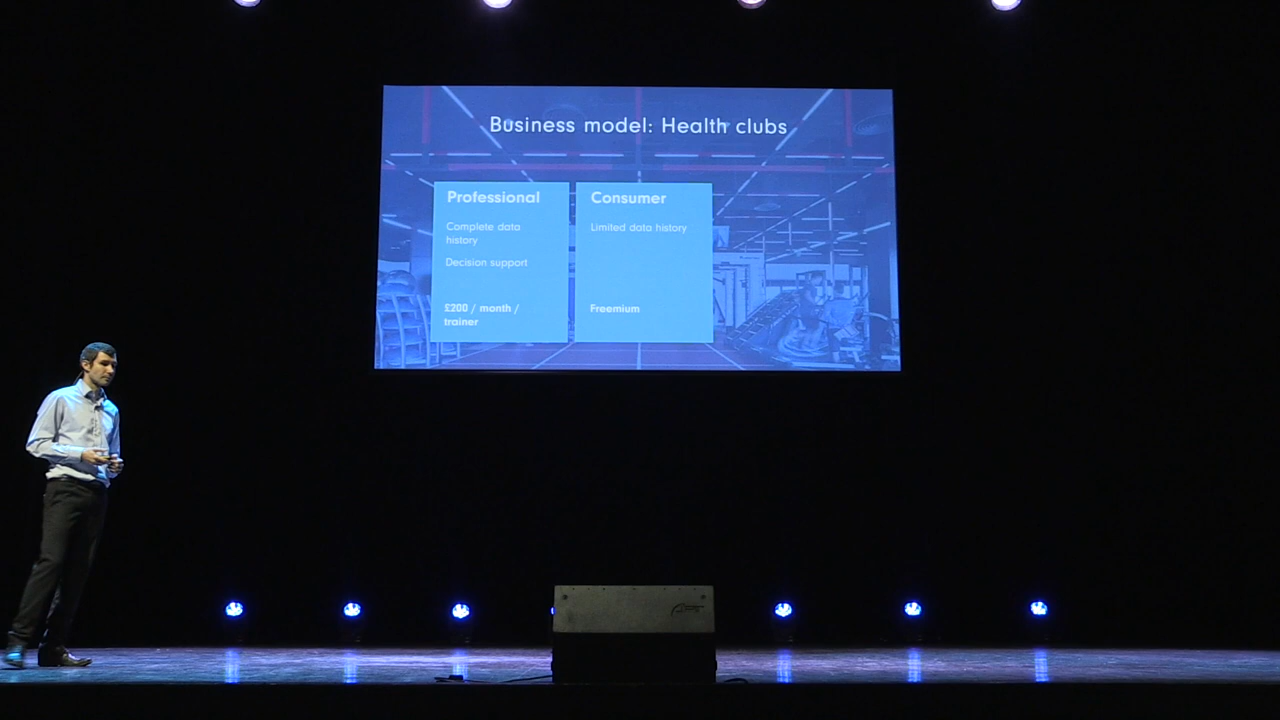 Business model: Health clubs
Professional
Complete data
history
Decision support
£200 / month /
trainer
Consumer
Limited data history
Freemium